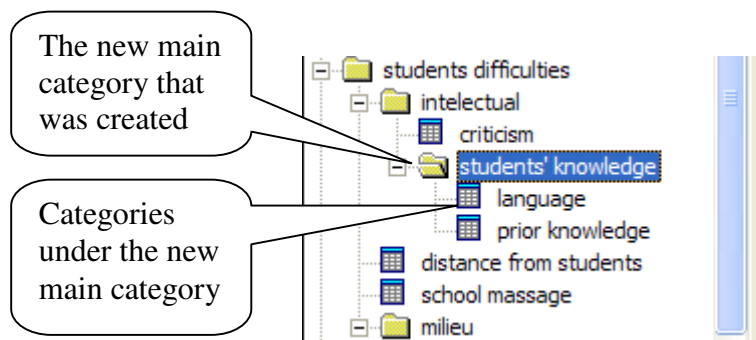 The new main
category that
was created
Categories
under the new
main category
students difficulties
intelectual
criticism
students' knowledge
language
prior knowledge
distance from students
school massage
milieu